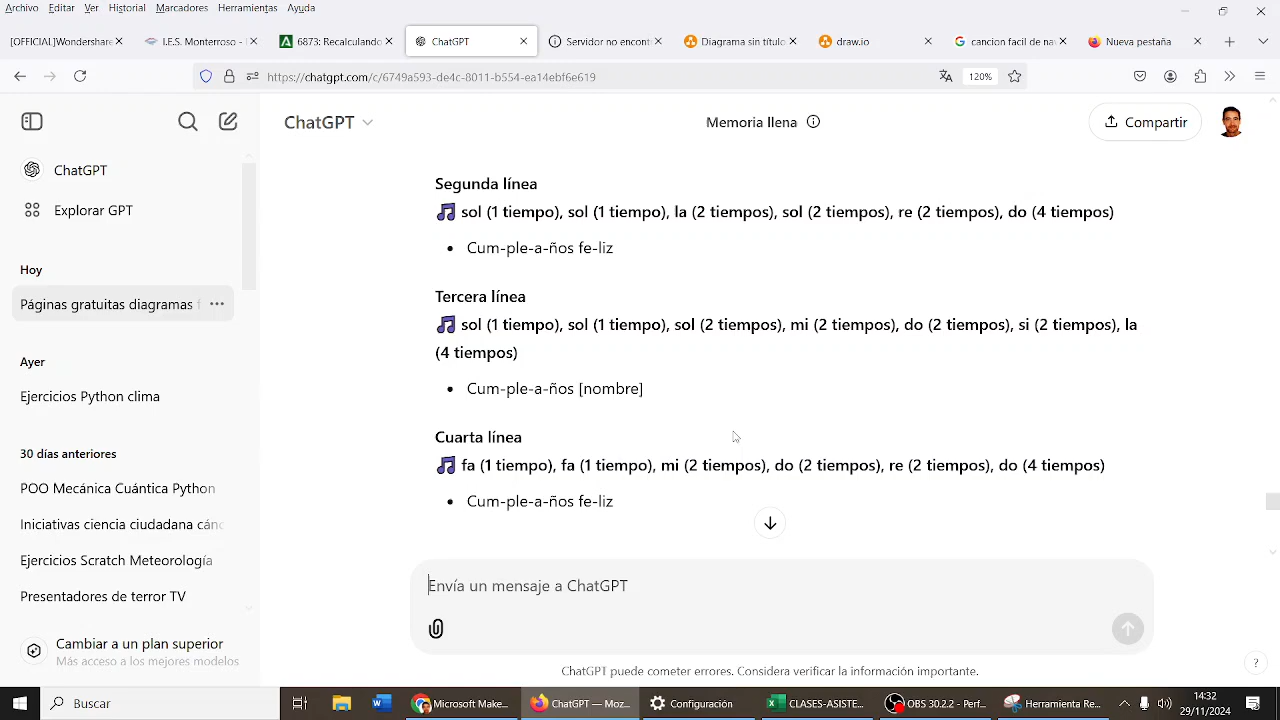 Archivo Editar Ver Historial Marcadores Herramientas Ayuda
[OFFICIAL]Wondershare I.E.S. Monterroso - 6873: Recalculando ChatGPT Servidor no encont Diagrama sin título draw.io cancion facil de na Nueva pestaña
https://chatgpt.com/c/6749a593-de4c-8011-b554-ea14ebf6e619 120%
ChatGPT Memoria llena Compartir
ChatGPT
Explorar GPT
Hoy
Páginas gratuitas diagramas f
Ayer
Ejercicios Python clima
30 días anteriores
POO Mecánica Cuántica Python
Iniciativas ciencia ciudadana cánc
Ejercicios Scratch Meteorología
Presentadores de terror TV
Cambiar a un plan superior
Más acceso a los mejores modelos
Segunda línea
sol (1 tiempo), sol (1 tiempo), la (2 tiempos), sol (2 tiempos), re (2 tiempos), do (4 tiempos)
• Cum-ple-a-ños fe-liz
Tercera línea
sol (1 tiempo), sol (1 tiempo), sol (2 tiempos), mi (2 tiempos), do (2 tiempos), si (2 tiempos), la
(4 tiempos)
• Cum-ple-a-ños [nombre]
Cuarta línea
fa (1 tiempo), fa (1 tiempo), mi (2 tiempos), do (2 tiempos), re (2 tiempos), do (4 tiempos)
• Cum-ple-a-ños fe-liz
Envía un mensaje a ChatGPT
ChatGPT puede cometer errores. Considera verificar la información importante.
?
Buscar Microsoft Make... ChatGPT — Moz... Configuración CLASES-ASISTE... OBS 30.2.2 - Per... Herramienta Re... 14:32
29/11/2024